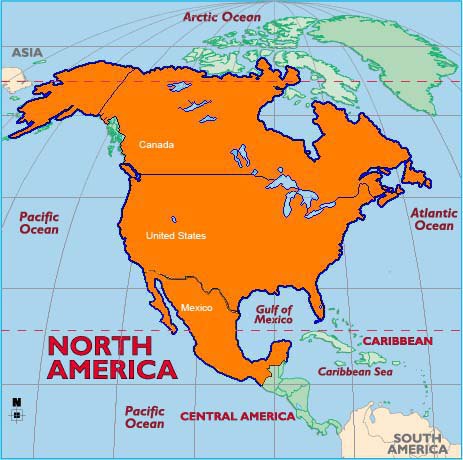 Arctic Ocean
ASIA
Canada
Pacific
Ocean
Atlantic
Ocean
United States
Mexico
Gulf of
Mexico
NORTH
AMERICA
CARIBBEAN
Caribbean Sea
N
Pacific
Ocean
CENTRAL AMERICA
SOUTH
AMERICA